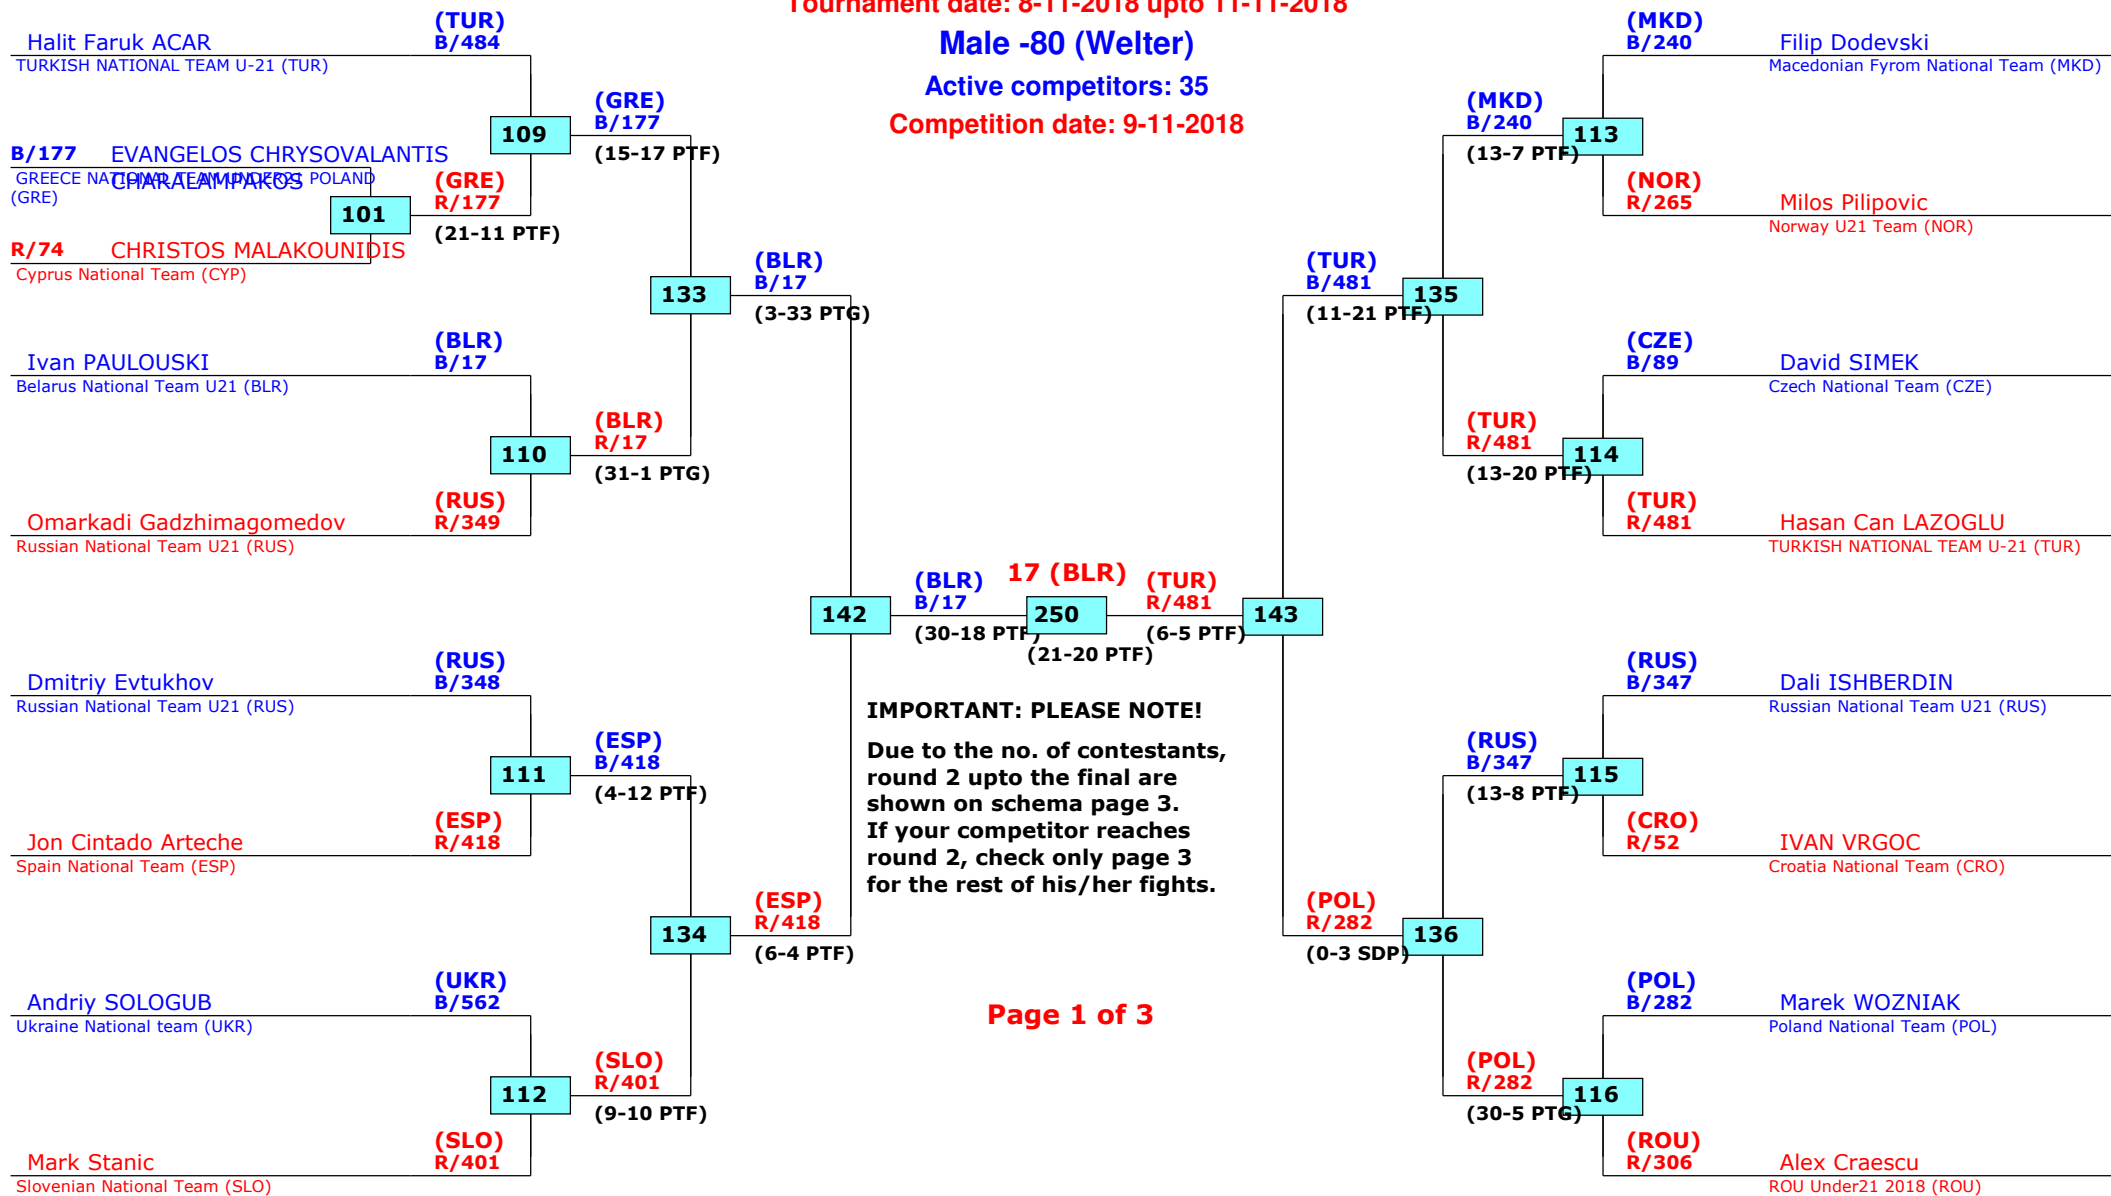 Tournament date: 8-11-2018 upto 11-11-2018
Male -80 (Welter)
Active competitors: 35
Competition date: 9-11-2018
Halit Faruk ACAR
(TUR)
B/484
TURKISH NATIONAL TEAM U-21 (TUR)
109
(GRE)
B/177
(15-17 PTF)
B/177 EVANGELOS CHRYSOVALANTIS
CHARALAMPAKOS
GREECE NATIONAL TEAM UNDER21 POLAND
(GRE)
101
(GRE)
R/177
(21-11 PTF)
R/74 CHRISTOS MALAKOUNIDIS
Cyprus National Team (CYP)
133
(BLR)
B/17
(3-33 PTG)
Ivan PAULOUSKI
(BLR)
B/17
Belarus National Team U21 (BLR)
110
(BLR)
R/17
(31-1 PTG)
Omarkadi Gadzhimagomedov
(RUS)
R/349
Russian National Team U21 (RUS)
142
(BLR)
B/17
(30-18 PTF)
17 (BLR)
250
(21-20 PTF)
(TUR)
R/481
(6-5 PTF)
143
Dmitriy Evtukhov
(RUS)
B/348
Russian National Team U21 (RUS)
111
(ESP)
B/418
(4-12 PTF)
Jon Cintado Arteche
(ESP)
R/418
Spain National Team (ESP)
134
(ESP)
R/418
(6-4 PTF)
Andriy SOLOGUB
(UKR)
B/562
Ukraine National team (UKR)
112
(SLO)
R/401
(9-10 PTF)
Mark Stanic
(SLO)
R/401
Slovenian National Team (SLO)
IMPORTANT: PLEASE NOTE!
Due to the no. of contestants,
round 2 upto the final are
shown on schema page 3.
If your competitor reaches
round 2, check only page 3
for the rest of his/her fights.
Page 1 of 3
(MKD)
B/240
Filip Dodevski
Macedonian Fyrom National Team (MKD)
(MKD)
B/240
(13-7 PTF)
113
(NOR)
R/265
Milos Pilipovic
Norway U21 Team (NOR)
(TUR)
B/481
(11-21 PTF)
135
(CZE)
B/89
David SIMEK
Czech National Team (CZE)
(TUR)
R/481
(13-20 PTF)
114
(TUR)
R/481
Hasan Can LAZOGLU
TURKISH NATIONAL TEAM U-21 (TUR)
(RUS)
B/347
Dali ISHBERDIN
Russian National Team U21 (RUS)
(RUS)
B/347
(13-8 PTF)
115
(CRO)
R/52
IVAN VRGOC
Croatia National Team (CRO)
(POL)
R/282
(0-3 SDP)
136
(POL)
B/282
Marek WOZNIAK
Poland National Team (POL)
(POL)
R/282
(30-5 PTG)
116
(ROU)
R/306
Alex Craescu
ROU Under21 2018 (ROU)